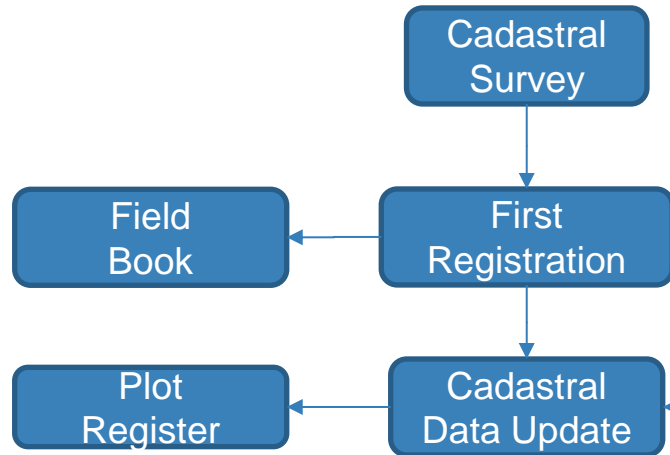 Cadastral
Survey
Field
Book
First
Registration
Plot
Register
Cadastral
Data Update